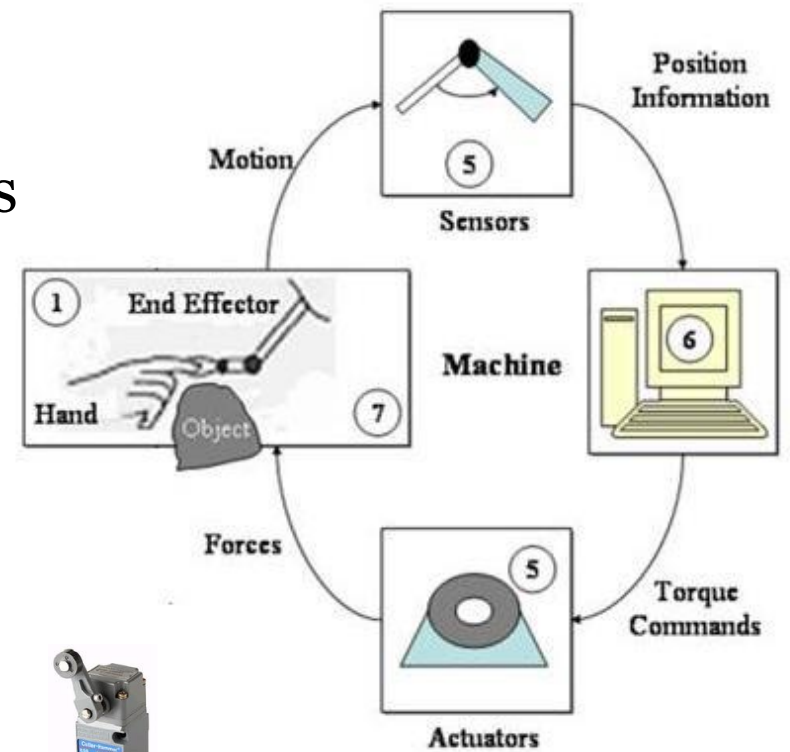 s
Position
Information
Motion
5
Sensors
1
End Effector
Hand
Object
7
Machine
6
Forces
5
Torque
Commands
Actuators